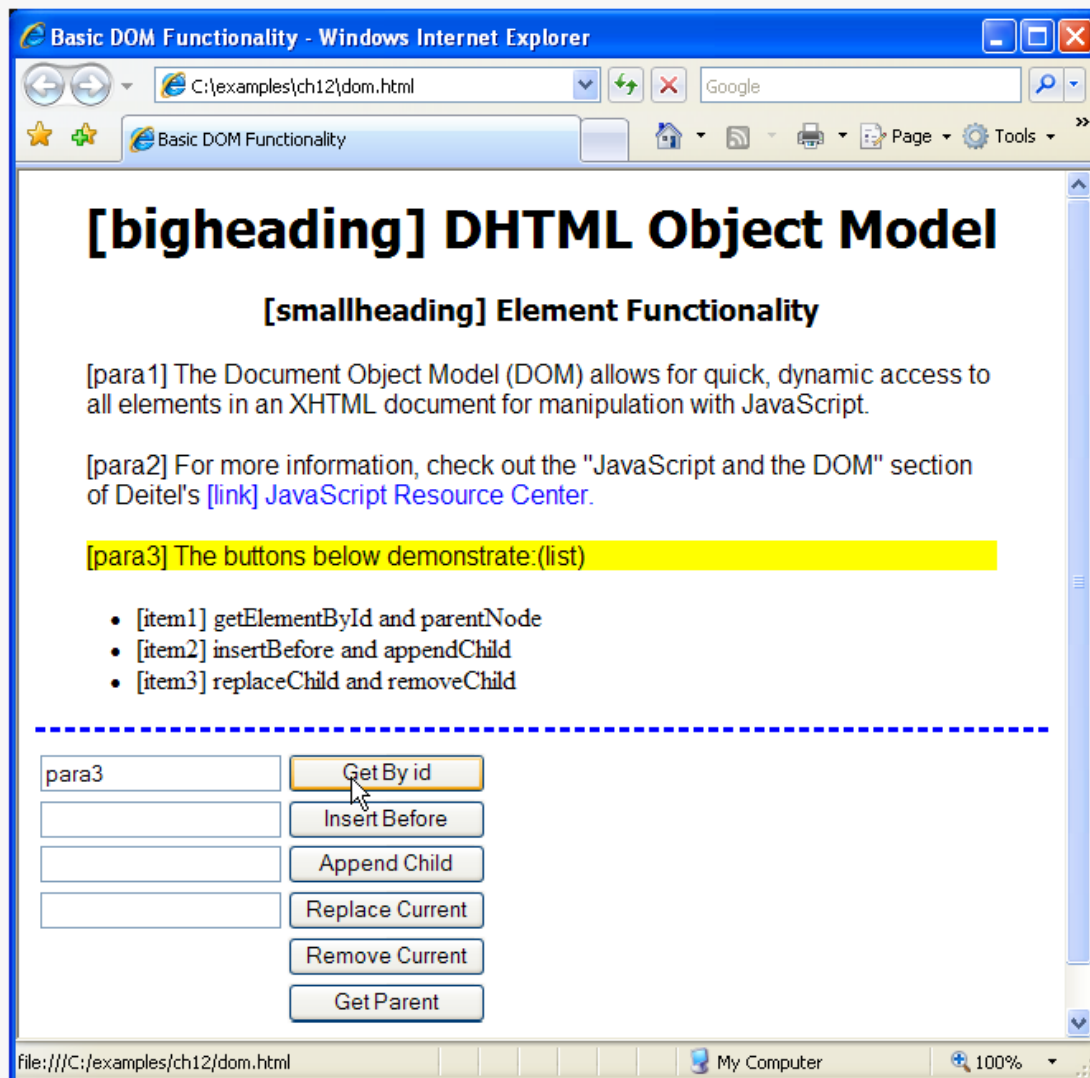 Basic DOM Functionality - Windows Internet Explorer
C:\examples\ch12\dom.html
Google
Basic DOM Functionality
Page
Tools
»
[bigheading] DHTML Object Model
[smallheading] Element Functionality
[para1] The Document Object Model (DOM) allows for quick, dynamic access to
all elements in an XHTML document for manipulation with JavaScript.
[para2] For more information, check out the "JavaScript and the DOM" section
of Deitel's [link] JavaScript Resource Center.
[para3] The buttons below demonstrate:(list)
• [item1] getElementById and parentNode
• [item2] insertBefore and appendChild
• [item3] replaceChild and removeChild
para3 Get By id
Insert Before
Append Child
Replace Current
Remove Current
Get Parent
file:///C:/examples/ch12/dom.html My Computer 100%